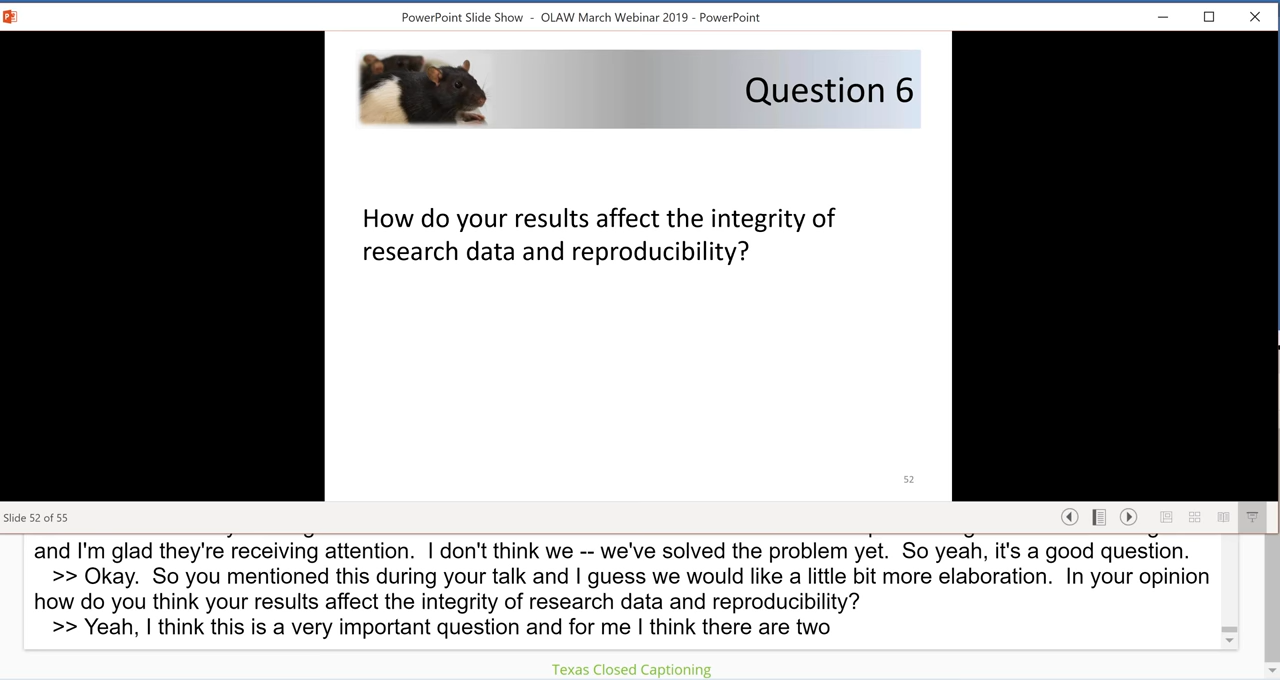 PowerPoint Slide Show - OLAW March Webinar 2019 - PowerPoint
Question 6
How do your results affect the integrity of
research data and reproducibility?
52
Slide 52 of 55
and I'm glad they're receiving attention. I don't think we -- we've solved the problem yet. So yeah, it's a good question.
>> Okay. So you mentioned this during your talk and I guess we would like a little bit more elaboration. In your opinion
how do you think your results affect the integrity of research data and reproducibility?
>> Yeah, I think this is a very important question and for me I think there are two
Texas Closed Captioning